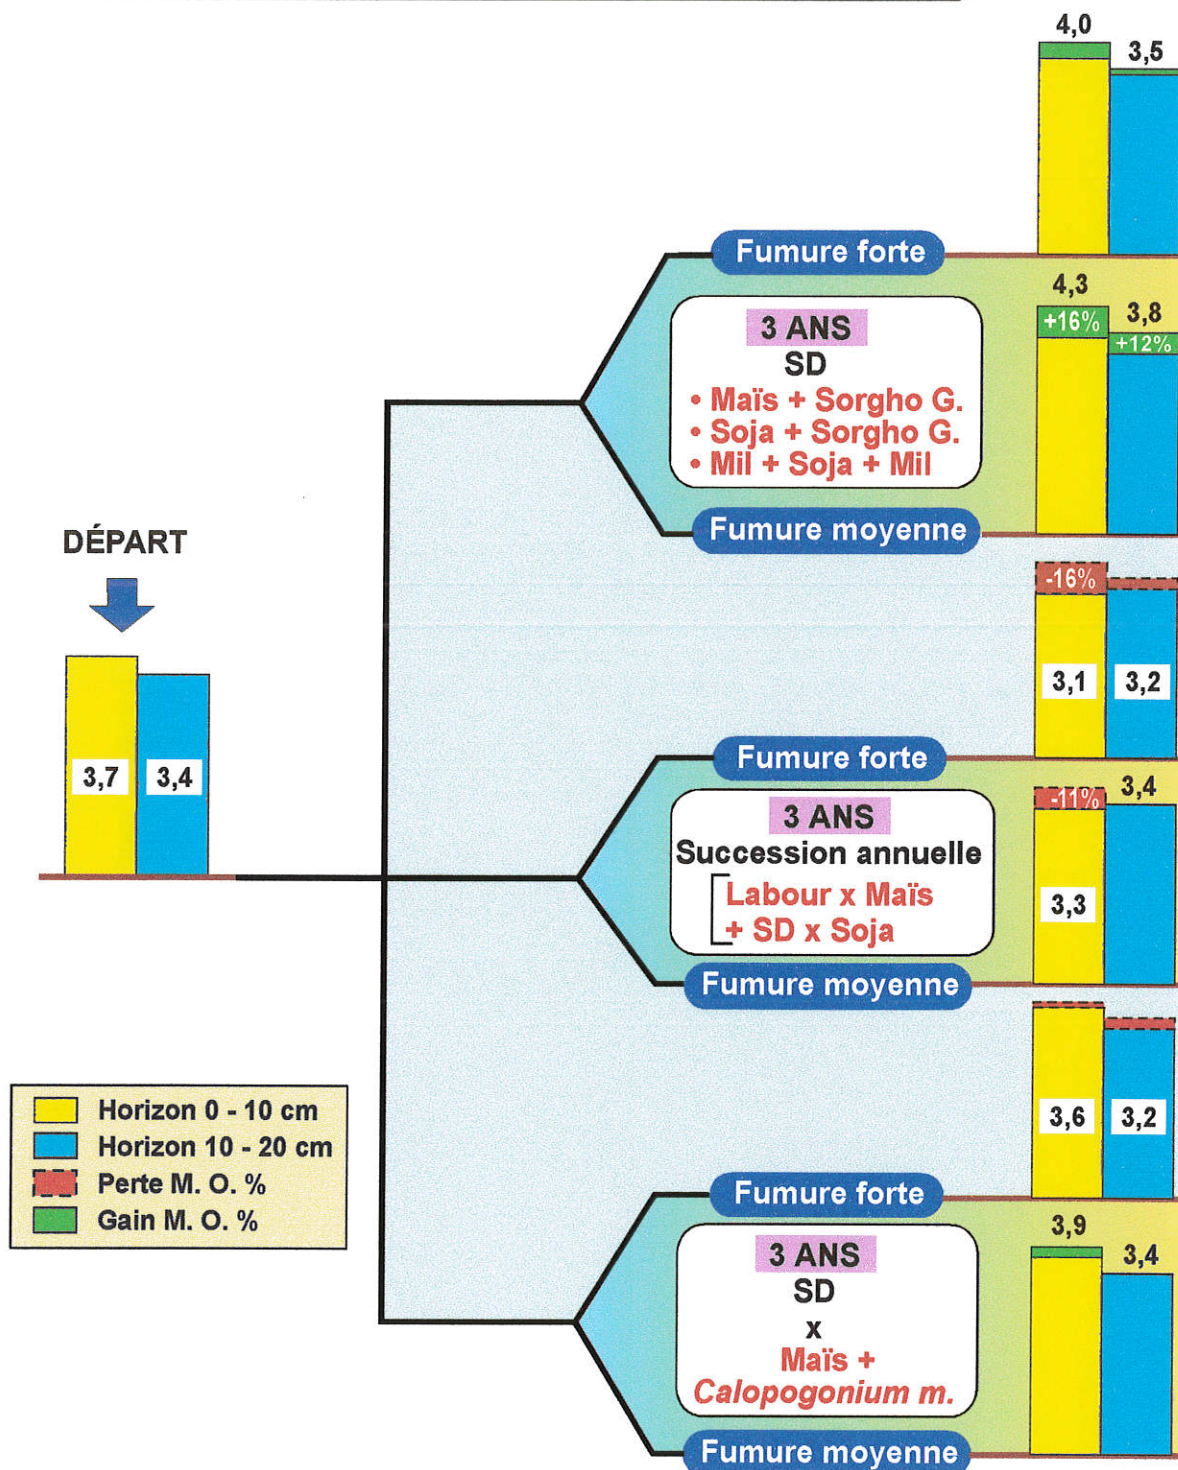 4,0
3,5
Fumure forte
4,3
3,8
+16%
+12%
3 ANS
SD
• Maïs + Sorgho G.
• Soja + Sorgho G.
• Mil + Soja + Mil
Fumure moyenne
DÉPART
3,7
3,4
-16%
3,1
3,2
Fumure forte
-11%
3,4
3 ANS
Succession annuelle
Labour x Maïs
+ SD x Soja
3,3
Fumure moyenne
Horizon 0 - 10 cm
Horizon 10 - 20 cm
Perte M. O. %
Gain M. O. %
3,6
3,2
Fumure forte
3,9
3,4
3 ANS
SD
x
Maïs +
Calopogonium m.
Fumure moyenne